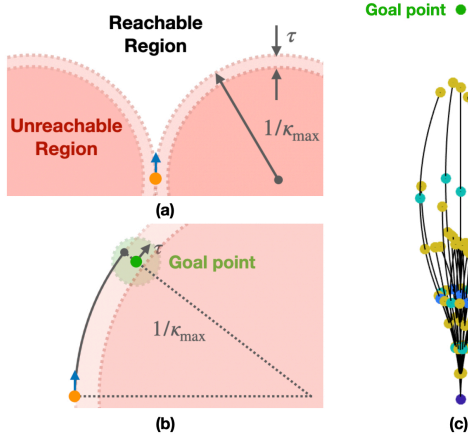 Reachable
Region
τ
Unreachable
Region
1/κmax
(a)
τ
Goal point
1/κmax
(b)
Goal point
(c)